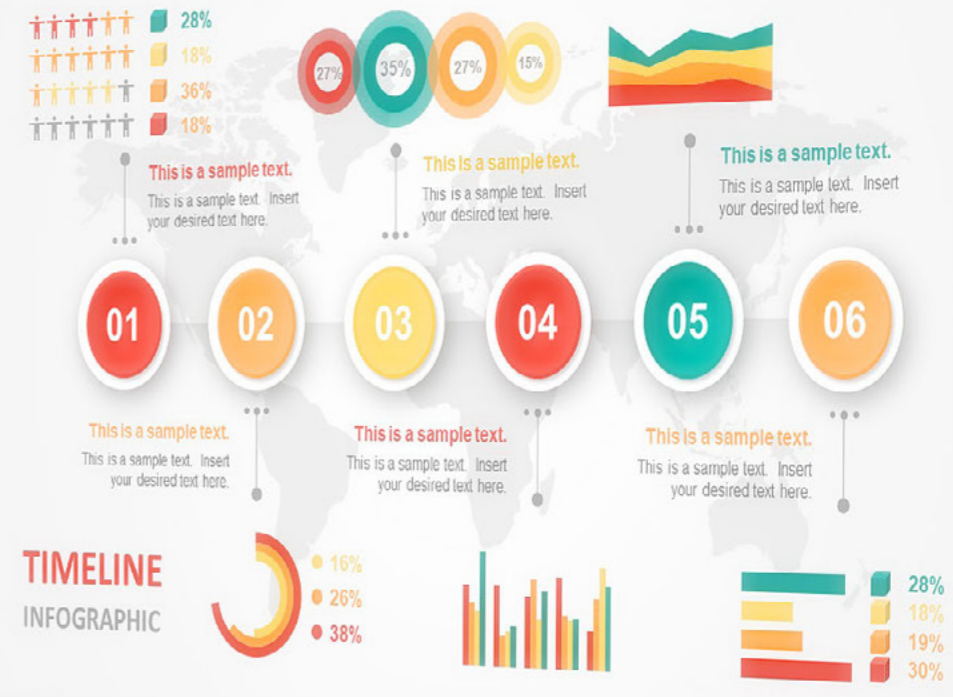 28%
18%
36%
18%
27%
35%
27%
15%
This is a sample text.
This is a sample text. Insert
your desired text here.
This is a sample text.
This is a sample text. Insert
your desired text here.
This is a sample text.
This is a sample text. Insert
your desired text here.
01
02
03
04
05
06
This is a sample text.
This is a sample text. Insert
your desired text here.
This is a sample text.
This is a sample text. Insert
your desired text here.
This is a sample text.
This is a sample text. Insert
your desired text here.
TIMELINE
INFOGRAPHIC
16%
26%
38%
28%
18%
19%
30%